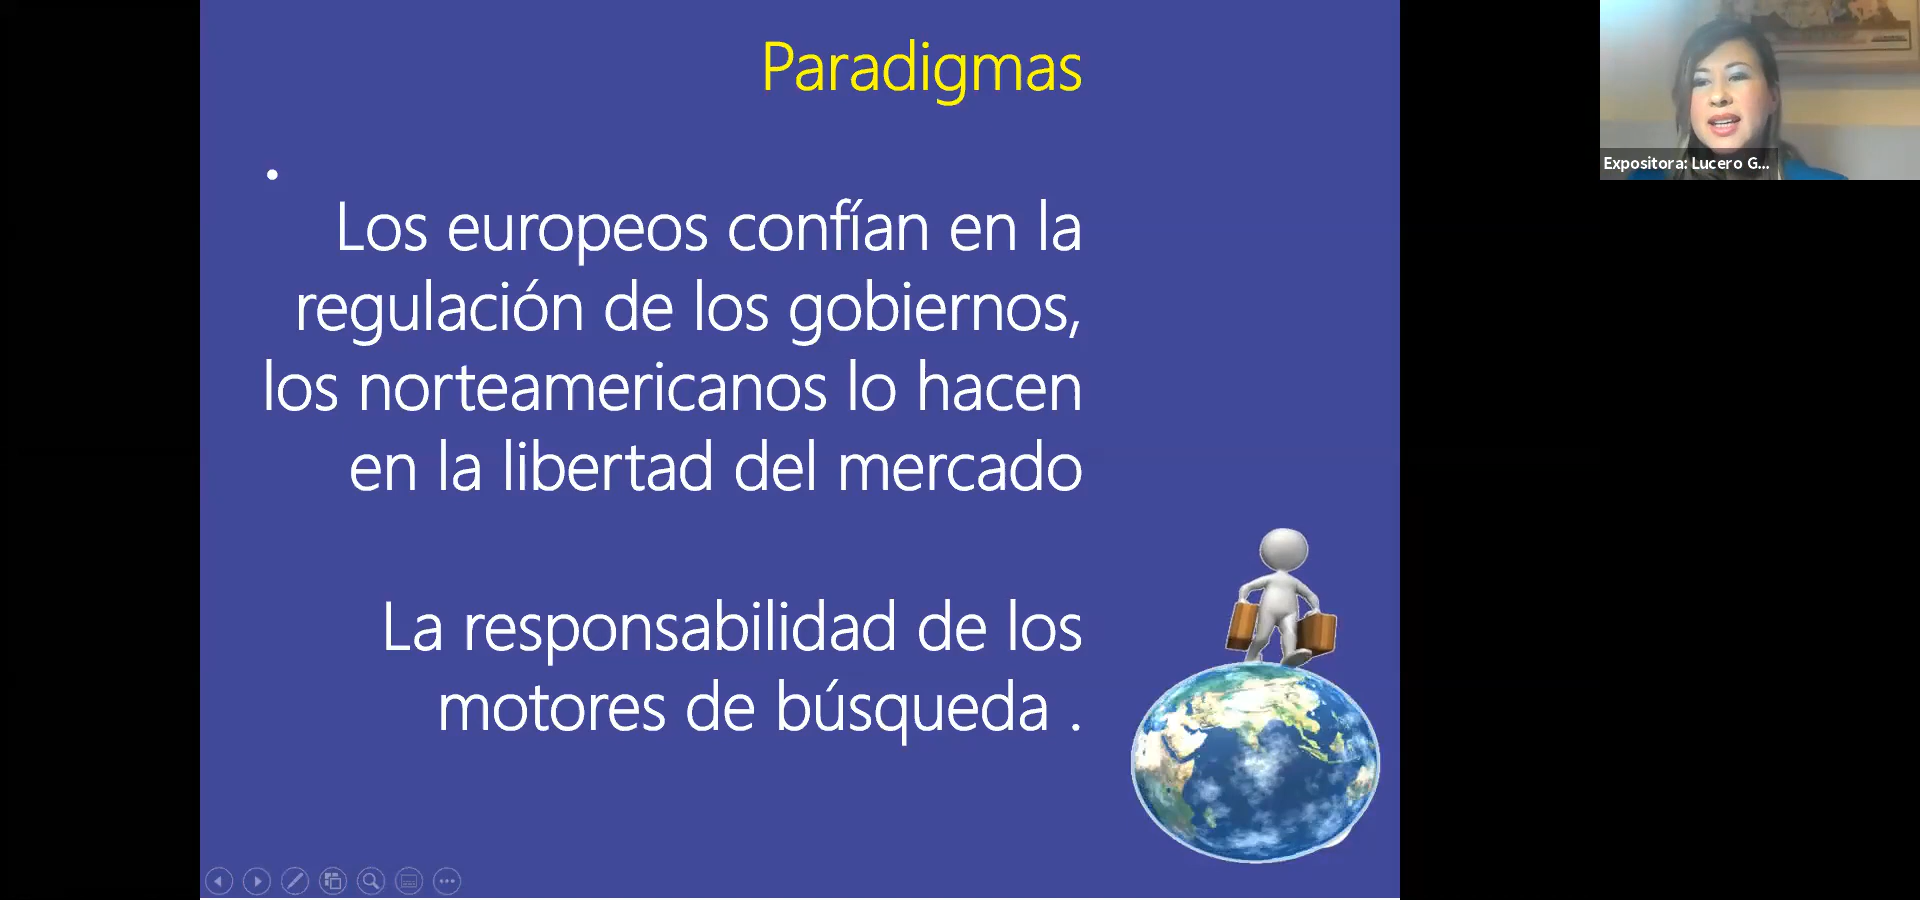 Paradigmas
Los europeos confían en la
regulación de los gobiernos,
los norteamericanos lo hacen
en la libertad del mercado
La responsabilidad de los
motores de búsqueda .
Expositora: Lucero G...